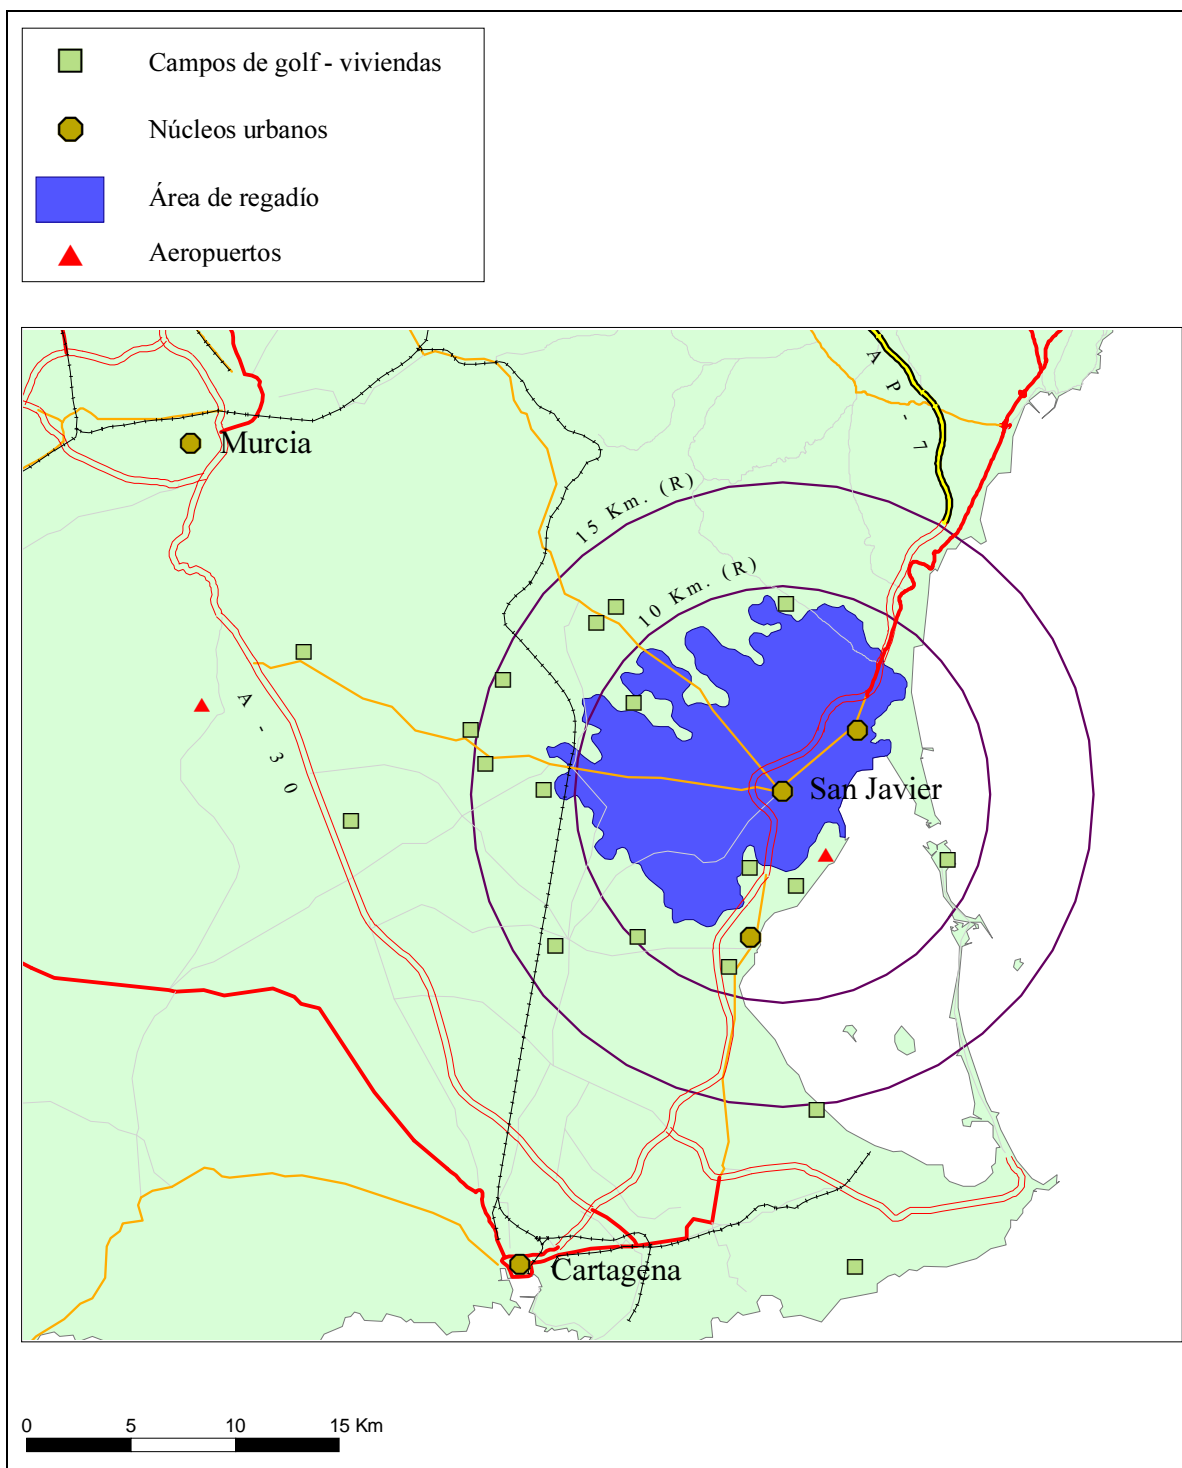 Campos de golf - viviendas
Núcleos urbanos
Área de regadío
Aeropuertos
AP-7
Murcia
15 Km. (R)
10 Km. (R)
A-30
San Javier
Cartagena
0 5 10 15 Km